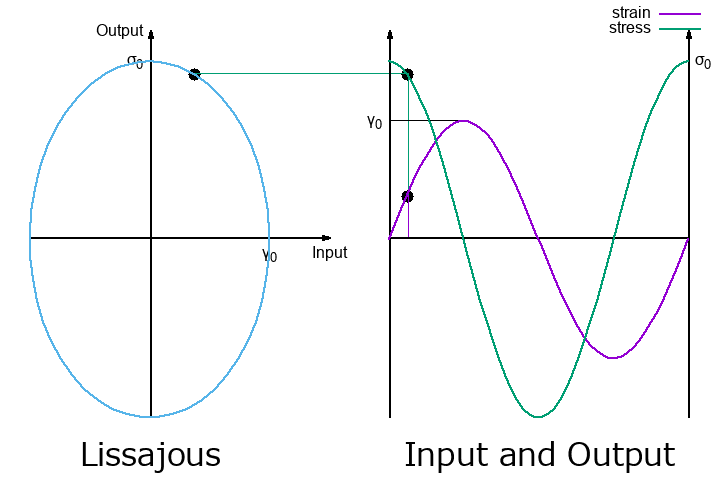 strain
stress
Output
σ0
σ0
γ0
γ0
Input
Lissajous
Input and Output